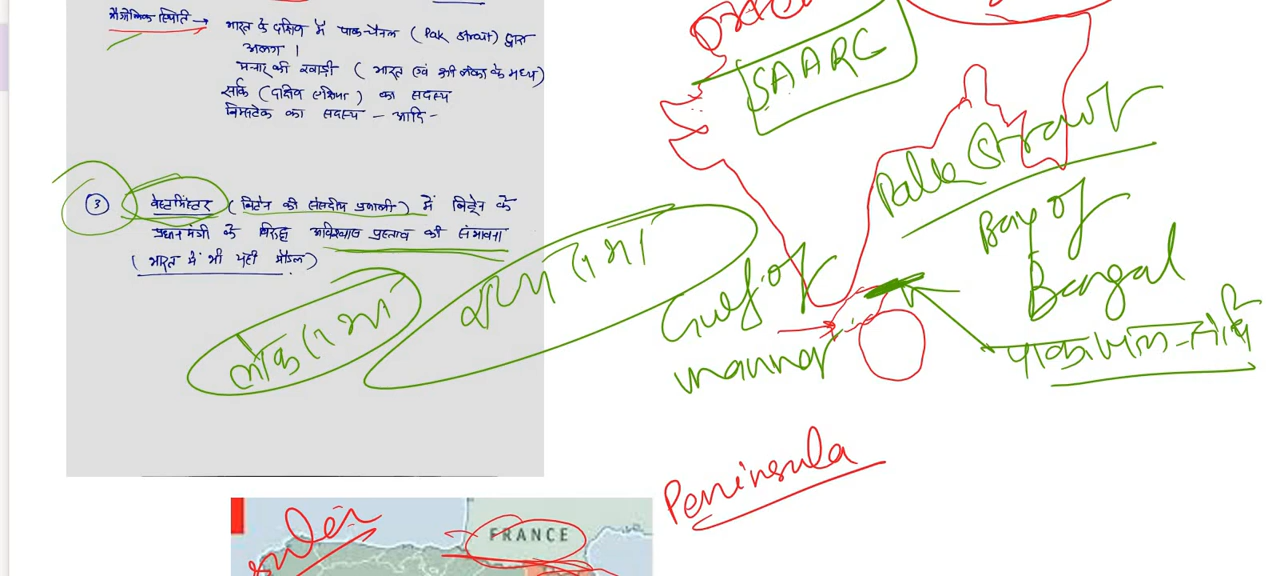 भौगोलिक स्थिति → भारत के दक्षिण में पाक-चैनल ( Pak strait) द्वारा
अलग ।
मन्नार की खाड़ी ( भारत एवं श्री लंका के मध्य)
सार्क (दक्षिण एशिया ) का सदस्य
बिम्सटेक का सदस्य - आदि -
SAARC
Palk Strait
③ वेस्टमिंस्टर ( ब्रिटेन की संसदीय प्रणाली ) में ब्रिटेन के
प्रधानमंत्री के विरुद्ध अविश्वास प्रस्ताव की संभावना
( भारत में भी यही मॉडल )
Bay of
Bengal
लोकसभा
राज्यसभा
Gulf of
mannar
पाक जल-संधि
Peninsula
FRANCE